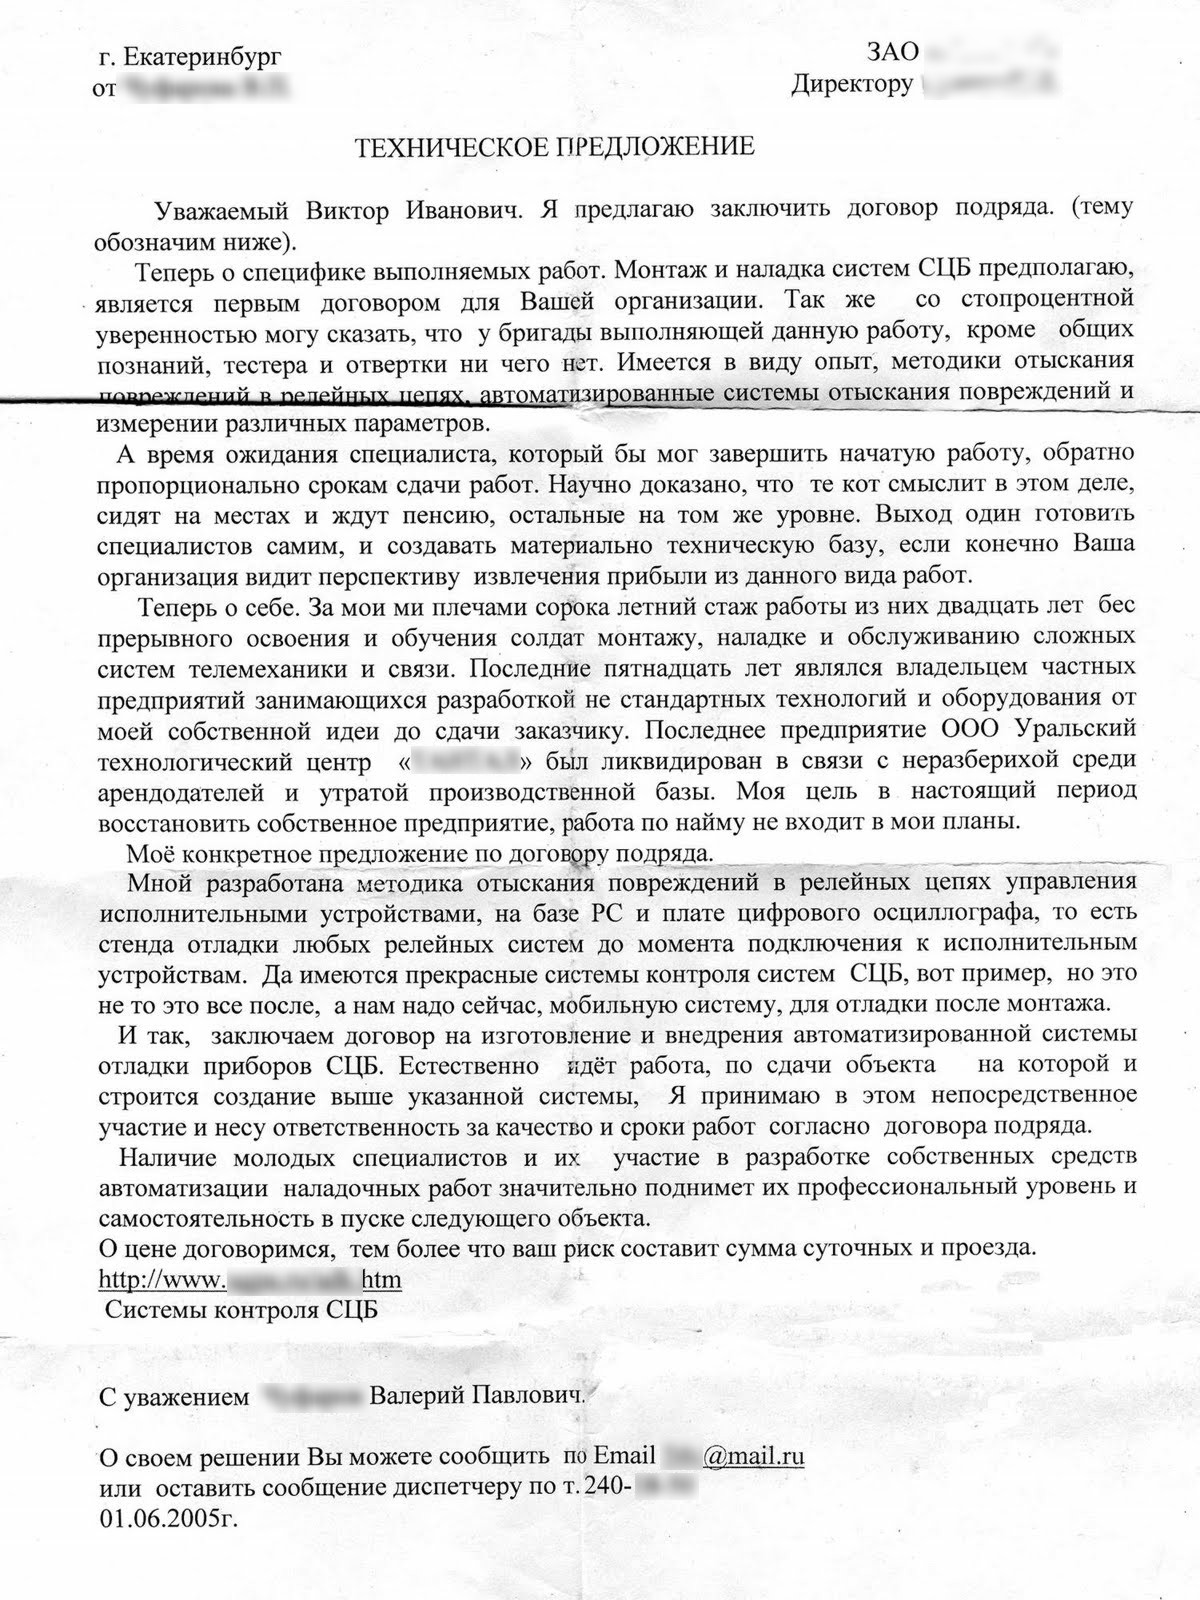 г. Екатеринбург
ЗАО
от
Директору
ТЕХНИЧЕСКОЕ ПРЕДЛОЖЕНИЕ
Уважаемый Виктор Иванович. Я предлагаю заключить договор подряда. (тему
обозначим ниже).
Теперь о специфике выполняемых работ. Монтаж и наладка систем СЦБ предполагаю,
является первым договором для Вашей организации. Так же со стопроцентной
уверенностью могу сказать, что у бригады выполняющей данную работу, кроме общих
познаний, тестера и отвертки ни чего нет. Имеется в виду опыт, методики отыскания
повреждений в релейных цепях, автоматизированные системы отыскания повреждений и
измерении различных параметров.
А время ожидания специалиста, который бы мог завершить начатую работу, обратно
пропорционально срокам сдачи работ. Научно доказано, что те кот смыслит в этом деле,
сидят на местах и ждут пенсию, остальные на том же уровне. Выход один готовить
специалистов самим, и создавать материально техническую базу, если конечно Ваша
организация видит перспективу извлечения прибыли из данного вида работ.
Теперь о себе. За мои ми плечами сорока летний стаж работы из них двадцать лет бес
прерывного освоения и обучения солдат монтажу, наладке и обслуживанию сложных
систем телемеханики и связи. Последние пятнадцать лет являлся владельцем частных
предприятий занимающихся разработкой не стандартных технологий и оборудования от
моей собственной идеи до сдачи заказчику. Последнее предприятие ООО Уральский
технологический центр «» был ликвидирован в связи с неразберихой среди
арендодателей и утратой производственной базы. Моя цель в настоящий период
восстановить собственное предприятие, работа по найму не входит в мои планы.
Моё конкретное предложение по договору подряда.
Мной разработана методика отыскания повреждений в релейных цепях управления
исполнительными устройствами, на базе РС и плате цифрового осциллографа, то есть
стенда отладки любых релейных систем до момента подключения к исполнительным
устройствам. Да имеются прекрасные системы контроля систем СЦБ, вот пример, но это
не то это все после, а нам надо сейчас, мобильную систему, для отладки после монтажа.
И так, заключаем договор на изготовление и внедрения автоматизированной системы
отладки приборов СЦБ. Естественно идёт работа, по сдачи объекта на которой и
строится создание выше указанной системы, Я принимаю в этом непосредственное
участие и несу ответственность за качество и сроки работ согласно договора подряда.
Наличие молодых специалистов и их участие в разработке собственных средств
автоматизации наладочных работ значительно поднимет их профессиональный уровень и
самостоятельность в пуске следующего объекта.
О цене договоримся, тем более что ваш риск составит сумма суточных и проезда.
http://www. htm
Системы контроля СЦБ
С уважением Валерий Павлович.
О своем решении Вы можете сообщить по Email @mail.ru
или оставить сообщение диспетчеру по т.240-
01.06.2005г.